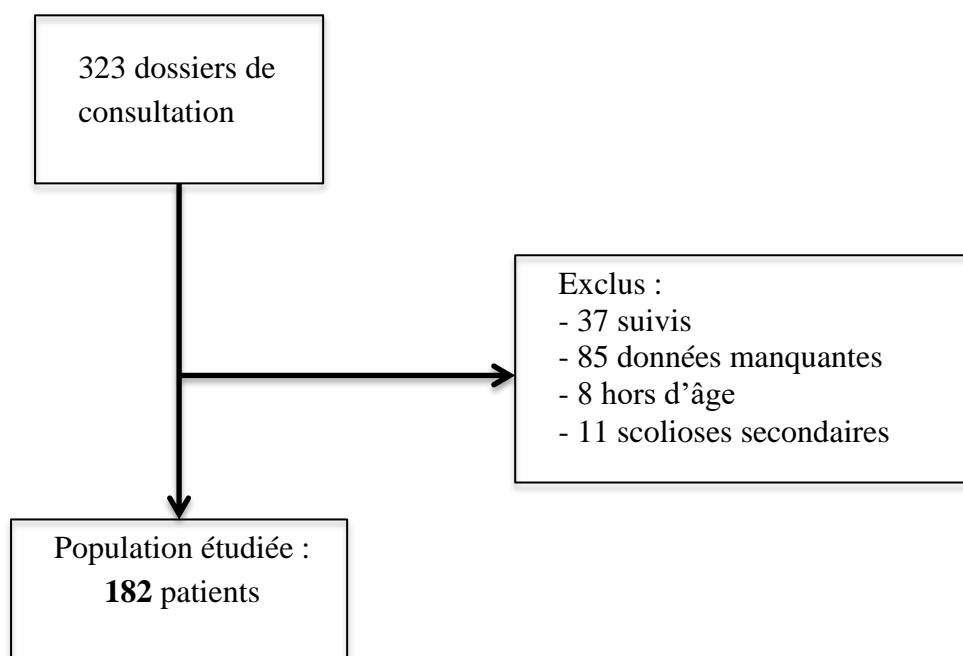 323 dossiers de
consultation
Exclus :
- 37 suivis
- 85 données manquantes
- 8 hors d’âge
- 11 scolioses secondaires
Population étudiée :
182 patients